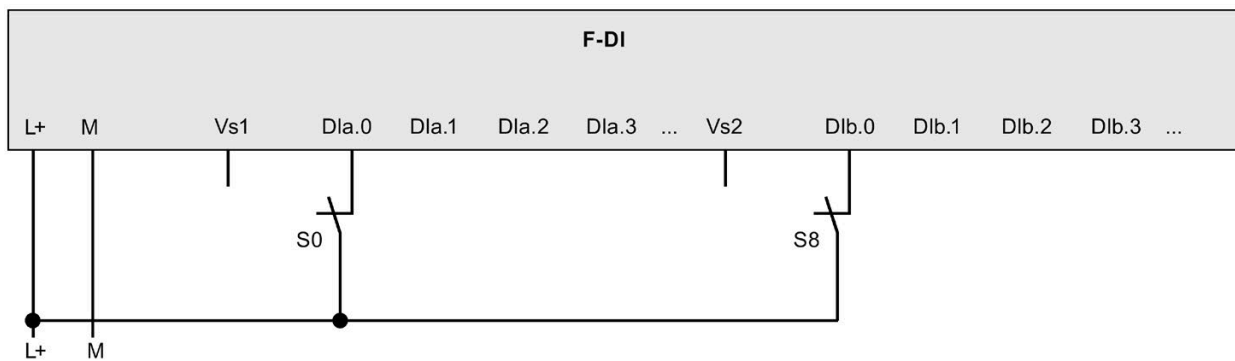 F-DI
L+ M Vs1 DIa.0 DIa.1 DIa.2 DIa.3 ... Vs2 DIb.0 DIb.1 DIb.2 DIb.3 ...
S0 S8
L+ M